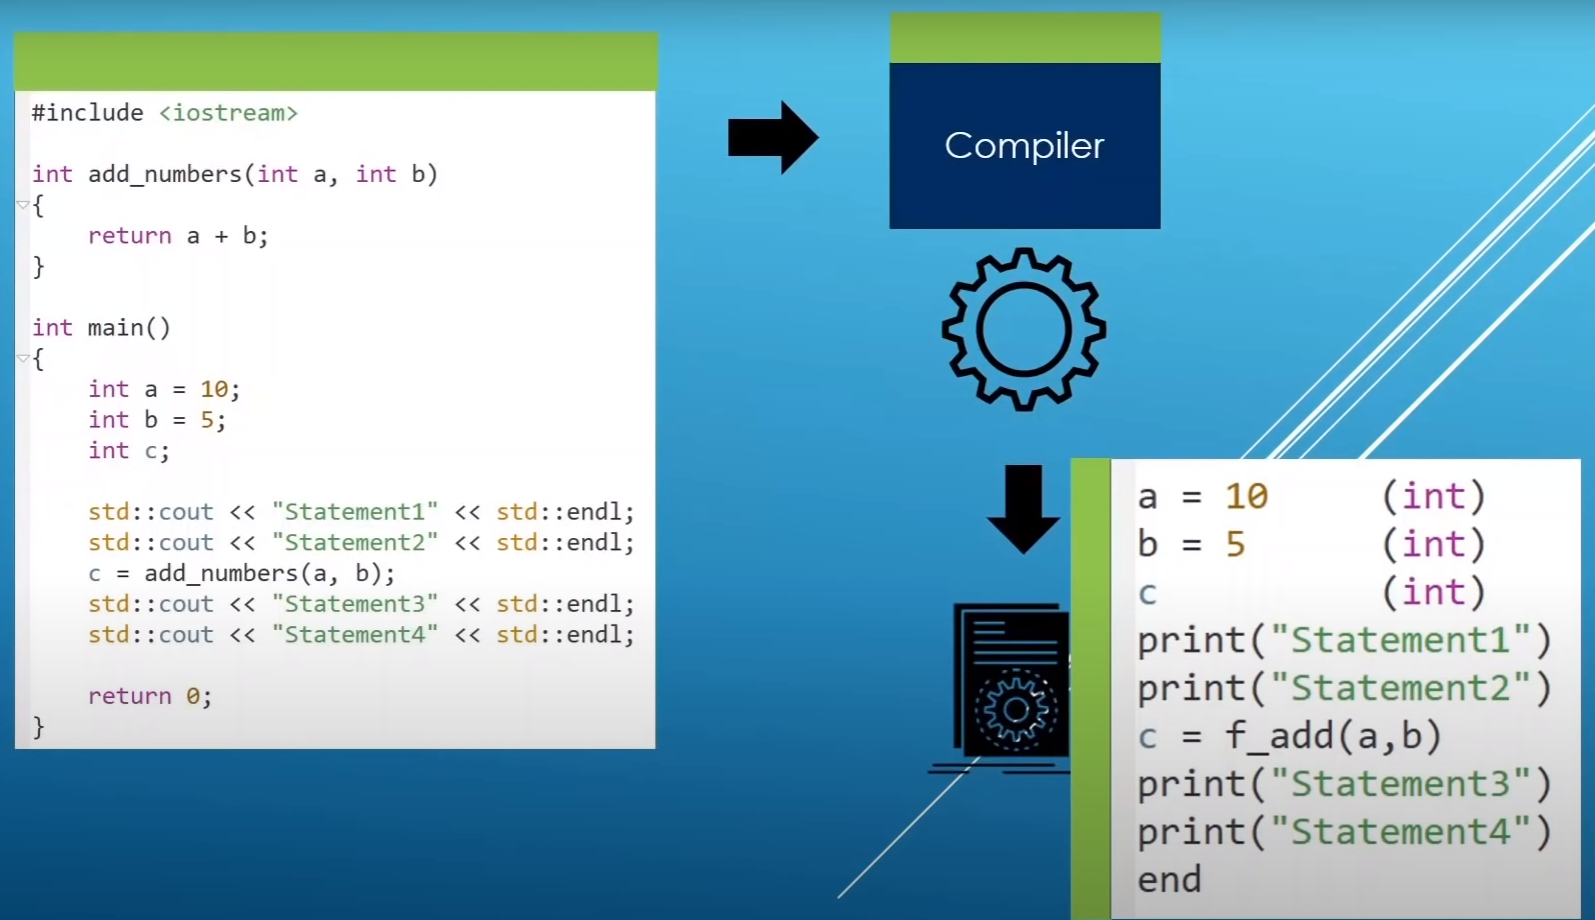 #include <iostream>
int add_numbers(int a, int b)
{
return a + b;
}
int main()
{
int a = 10;
int b = 5;
int c;
std::cout << "Statement1" << std::endl;
std::cout << "Statement2" << std::endl;
c = add_numbers(a, b);
std::cout << "Statement3" << std::endl;
std::cout << "Statement4" << std::endl;
return 0;
}
Compiler
a = 10 (int)
b = 5 (int)
c (int)
print("Statement1")
print("Statement2")
c = f_add(a,b)
print("Statement3")
print("Statement4")
end